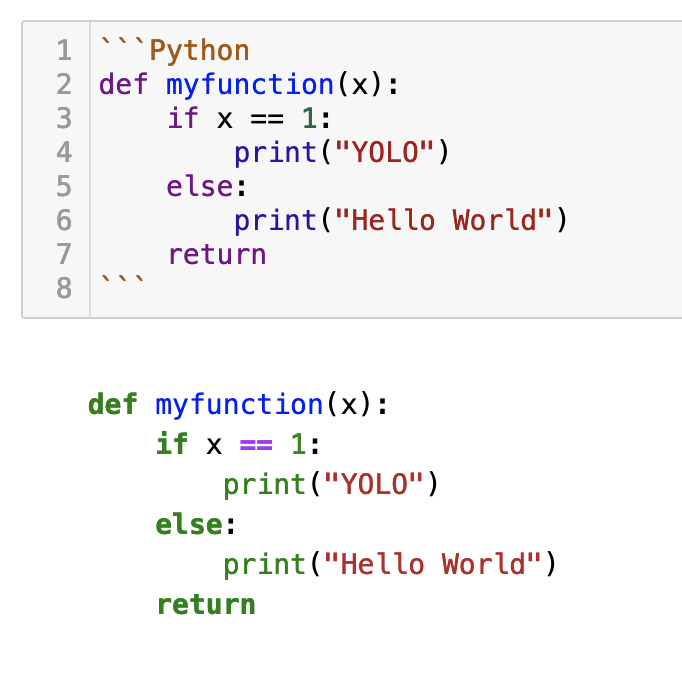 1 ```Python
2 def myfunction(x):
3     if x == 1:
4         print("YOLO")
5     else:
6         print("Hello World")
7     return
8 ```
def myfunction(x):
    if x == 1:
        print("YOLO")
    else:
        print("Hello World")
    return